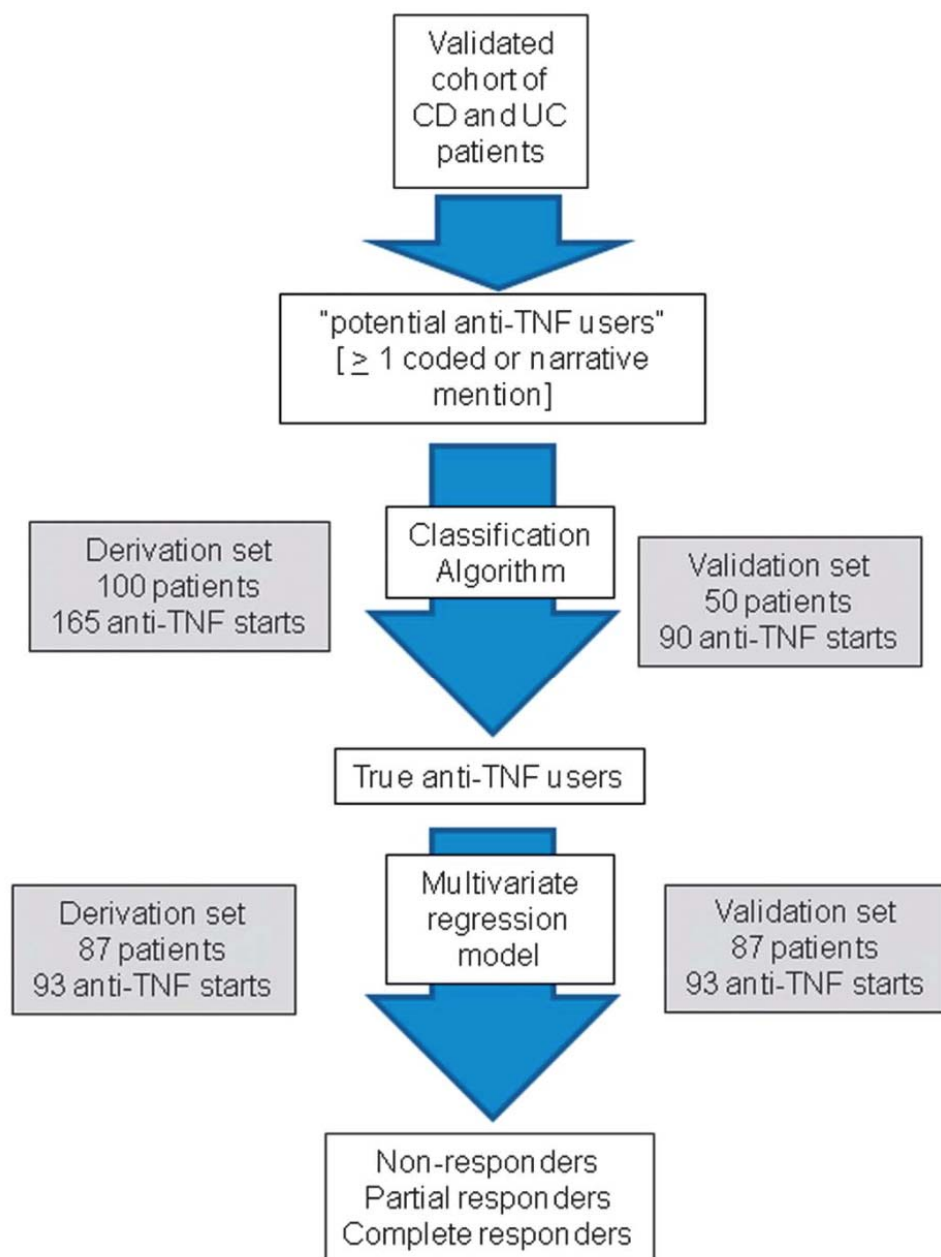 Validated
cohort of
CD and UC
patients
"potential anti-TNF users"
[ ≥ 1 coded or narrative
mention]
Derivation set
100 patients
165 anti-TNF starts
Classification
Algorithm
Validation set
50 patients
90 anti-TNF starts
True anti-TNF users
Derivation set
87 patients
93 anti-TNF starts
Multivariate
regression
model
Validation set
87 patients
93 anti-TNF starts
Non-responders
Partial responders
Complete responders